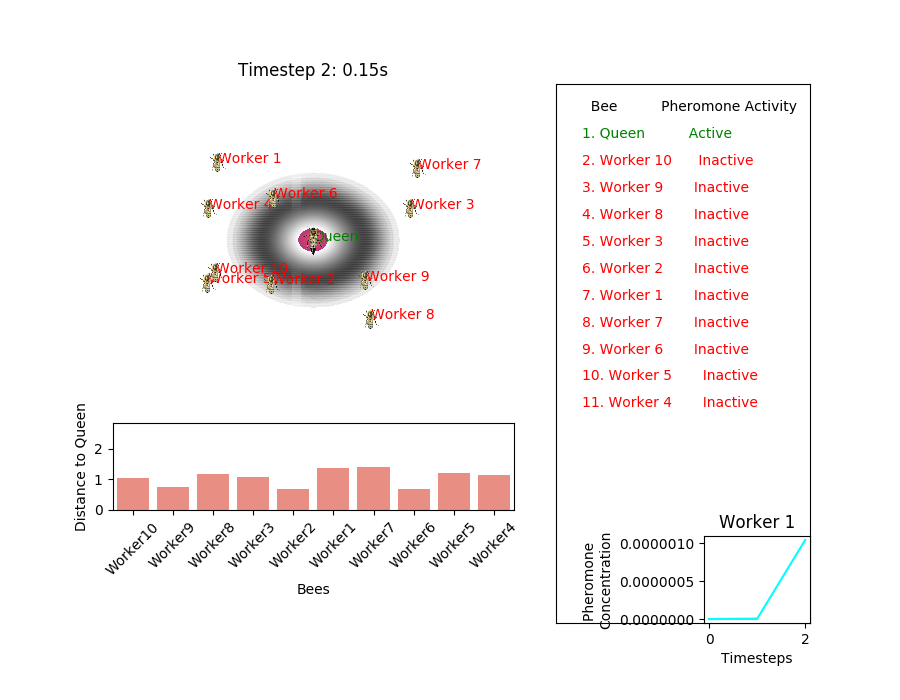 Timestep 2: 0.15s
Worker 1
Worker 7
Worker 6
Worker 4
Worker 3
Queen
Worker 10
Worker 5
Worker 2
Worker 9
Worker 8
Bee Pheromone Activity
1. Queen Active
2. Worker 10 Inactive
3. Worker 9 Inactive
4. Worker 8 Inactive
5. Worker 3 Inactive
6. Worker 2 Inactive
7. Worker 1 Inactive
8. Worker 7 Inactive
9. Worker 6 Inactive
10. Worker 5 Inactive
11. Worker 4 Inactive
Distance to Queen
2
1
0
Worker10
Worker9
Worker8
Worker3
Worker2
Worker1
Worker7
Worker6
Worker5
Worker4
Bees
Worker 1
Pheromone
Concentration
0.0000010
0.0000005
0.0000000
0 2
Timesteps